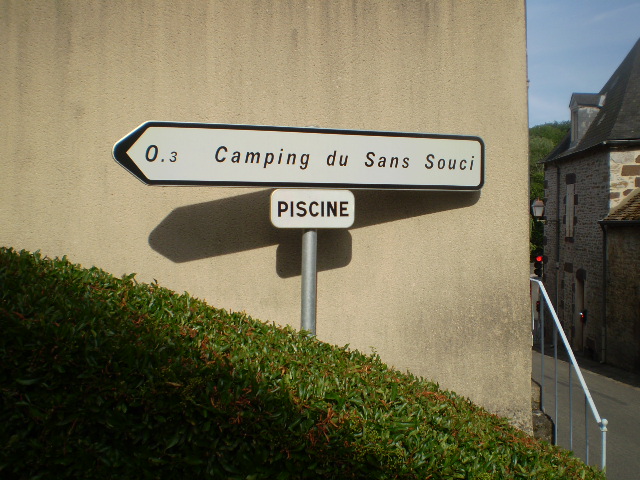 0.3 Camping du Sans Souci
PISCINE